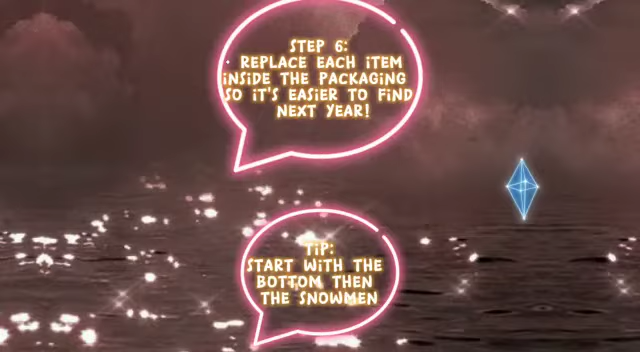 STEP 6:
REPLACE EACH ITEM
INSIDE THE PACKAGING
SO IT'S EASIER TO FIND
NEXT YEAR!
TIP:
START WITH THE
BOTTOM THEN
THE SNOWMEN